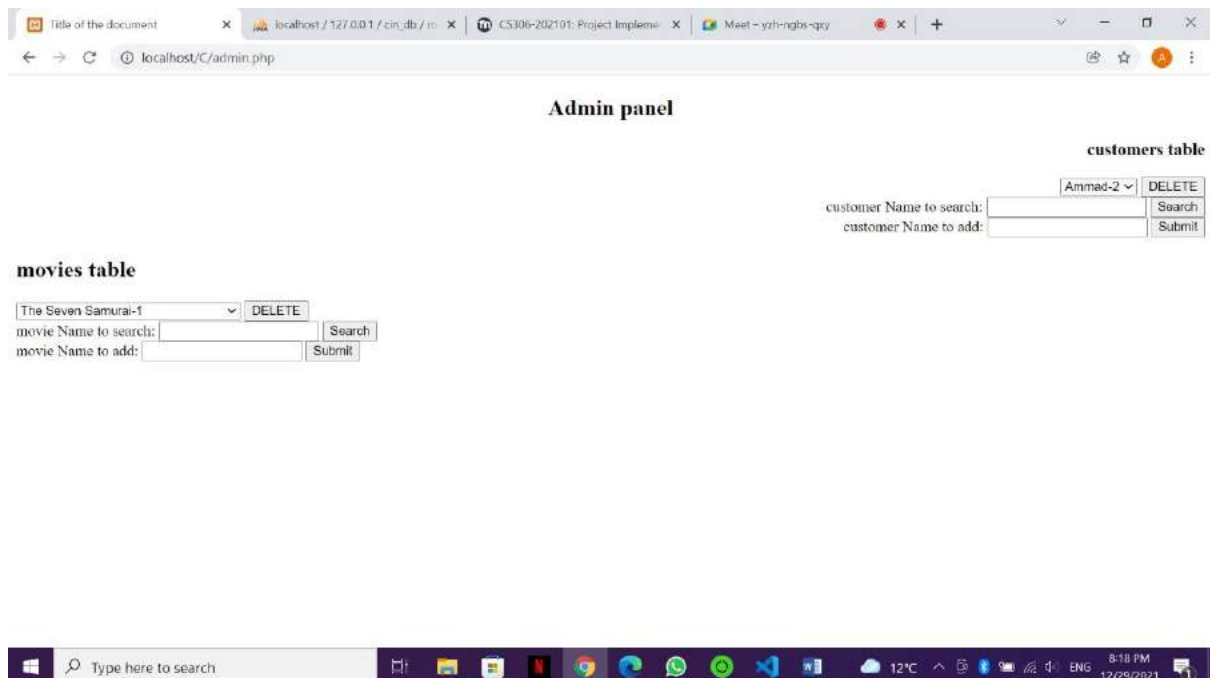 Title of the document
localhost / 127.0.0.1 / cin_db / m
CS306-202101: Project Impleme
Meet – yzh-ngbs-qxy
localhost/C/admin.php
A
Admin panel
customers table
Ammad-2 DELETE
customer Name to search: Search
customer Name to add: Submit
movies table
The Seven Samurai-1 DELETE
movie Name to search: Search
movie Name to add: Submit
Type here to search
12°C ENG 8:18 PM
12/29/2021